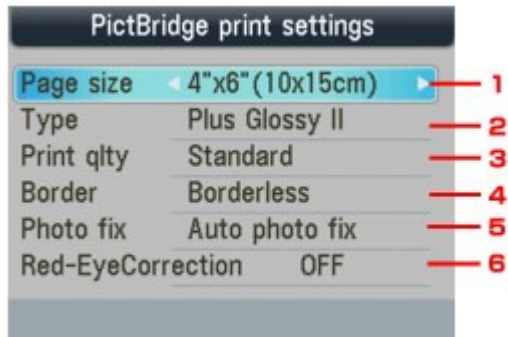 PictBridge print settings
Page size 4"x6"(10x15cm) 1
Type Plus Glossy II 2
Print qlty Standard 3
Border Borderless 4
Photo fix Auto photo fix 5
Red-EyeCorrection OFF 6